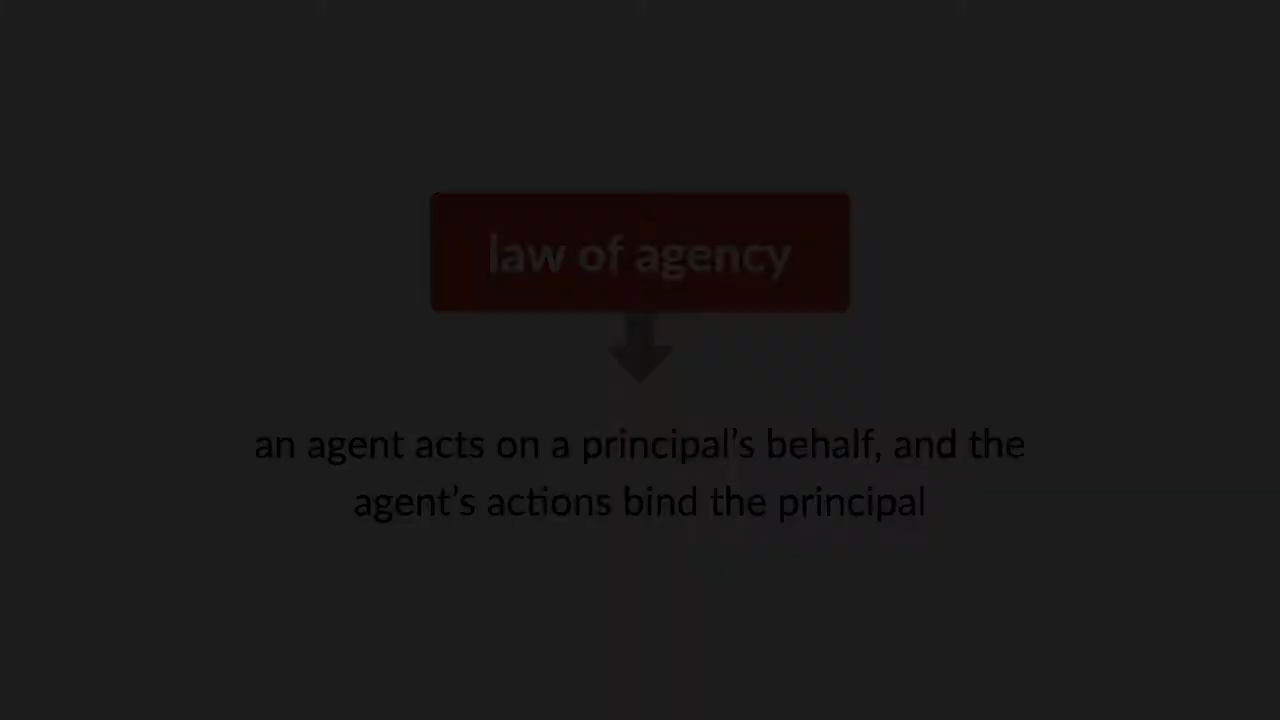 law of agency
an agent acts on a principal’s behalf, and the
agent’s actions bind the principal